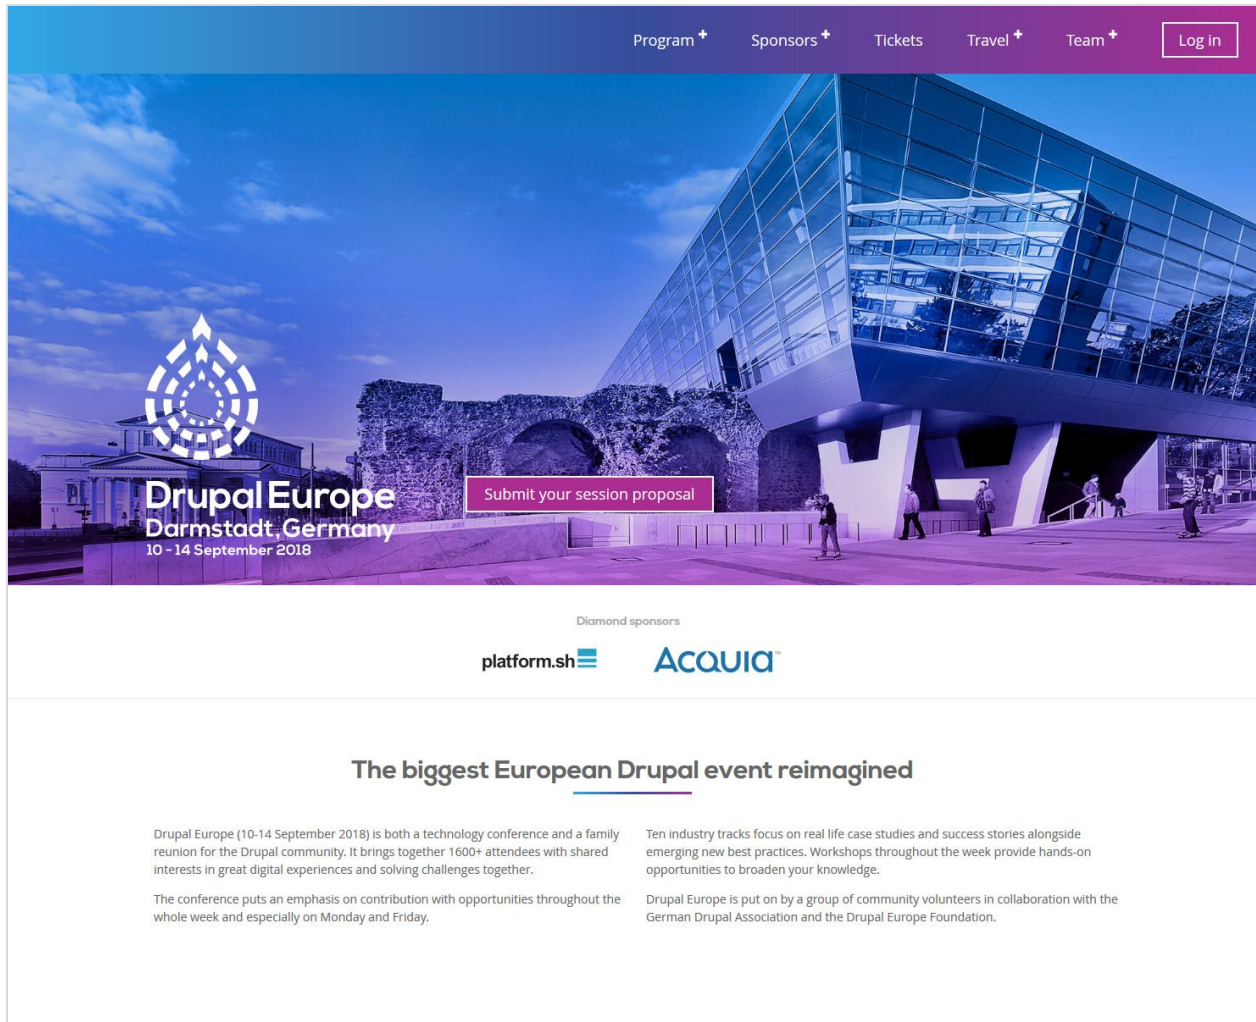 Program + Sponsors + Tickets Travel + Team + Log in
Drupal Europe
Darmstadt, Germany
10 - 14 September 2018
Submit your session proposal
Diamond sponsors
platform.sh
ACQUIA™
The biggest European Drupal event reimagined
Drupal Europe (10-14 September 2018) is both a technology conference and a family
reunion for the Drupal community. It brings together 1600+ attendees with shared
interests in great digital experiences and solving challenges together.
The conference puts an emphasis on contribution with opportunities throughout the
whole week and especially on Monday and Friday.
Ten industry tracks focus on real life case studies and success stories alongside
emerging new best practices. Workshops throughout the week provide hands-on
opportunities to broaden your knowledge.
Drupal Europe is put on by a group of community volunteers in collaboration with the
German Drupal Association and the Drupal Europe Foundation.